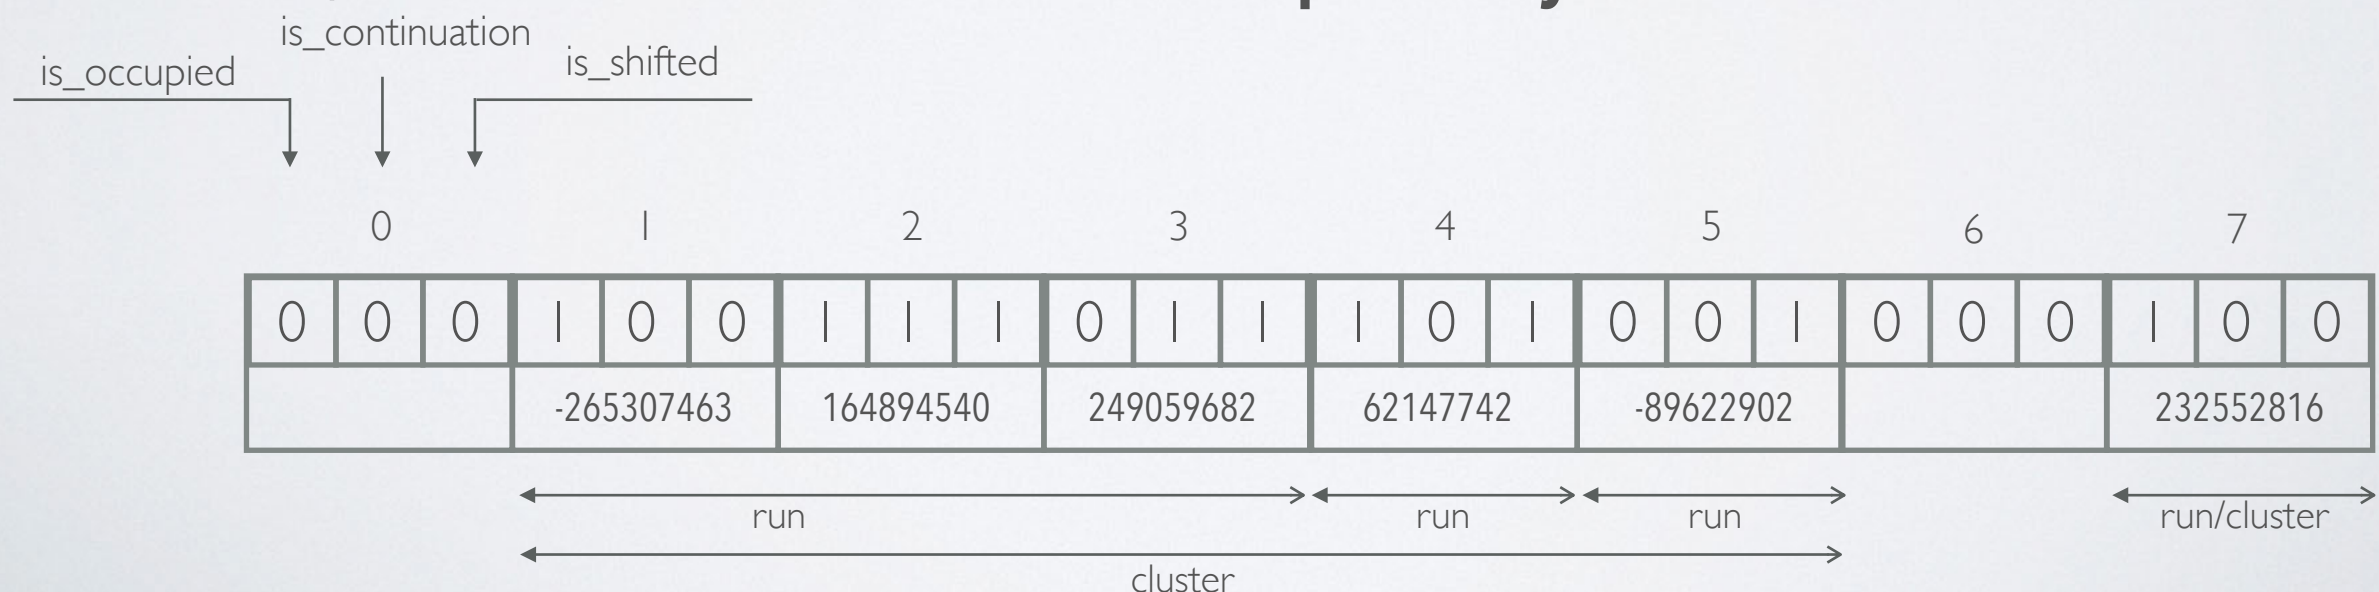 is_continuation
is_occupied
is_shifted
0 1 2 3 4 5 6 7
0 0 0 1 0 0 1 1 1 0 1 1 1 0 1 0 0 1 0 0 0 1 0 0
-265307463 164894540 249059682 62147742 -89622902 232552816
run run run run/cluster
cluster